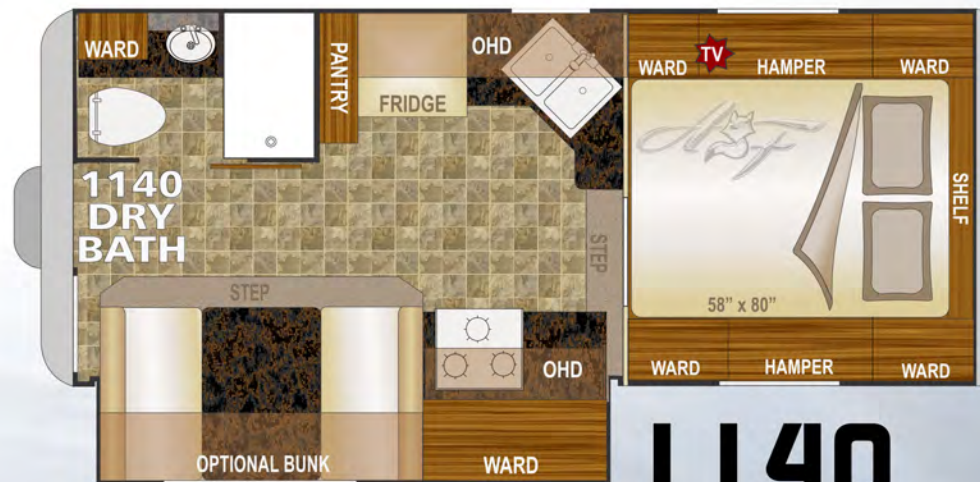 WARD
PANTRY
OHD
FRIDGE
WARD
TV
HAMPER
WARD
1140
DRY
BATH
SHELF
STEP
STEP
58" x 80"
WARD
HAMPER
WARD
OHD
OPTIONAL BUNK
WARD
1140